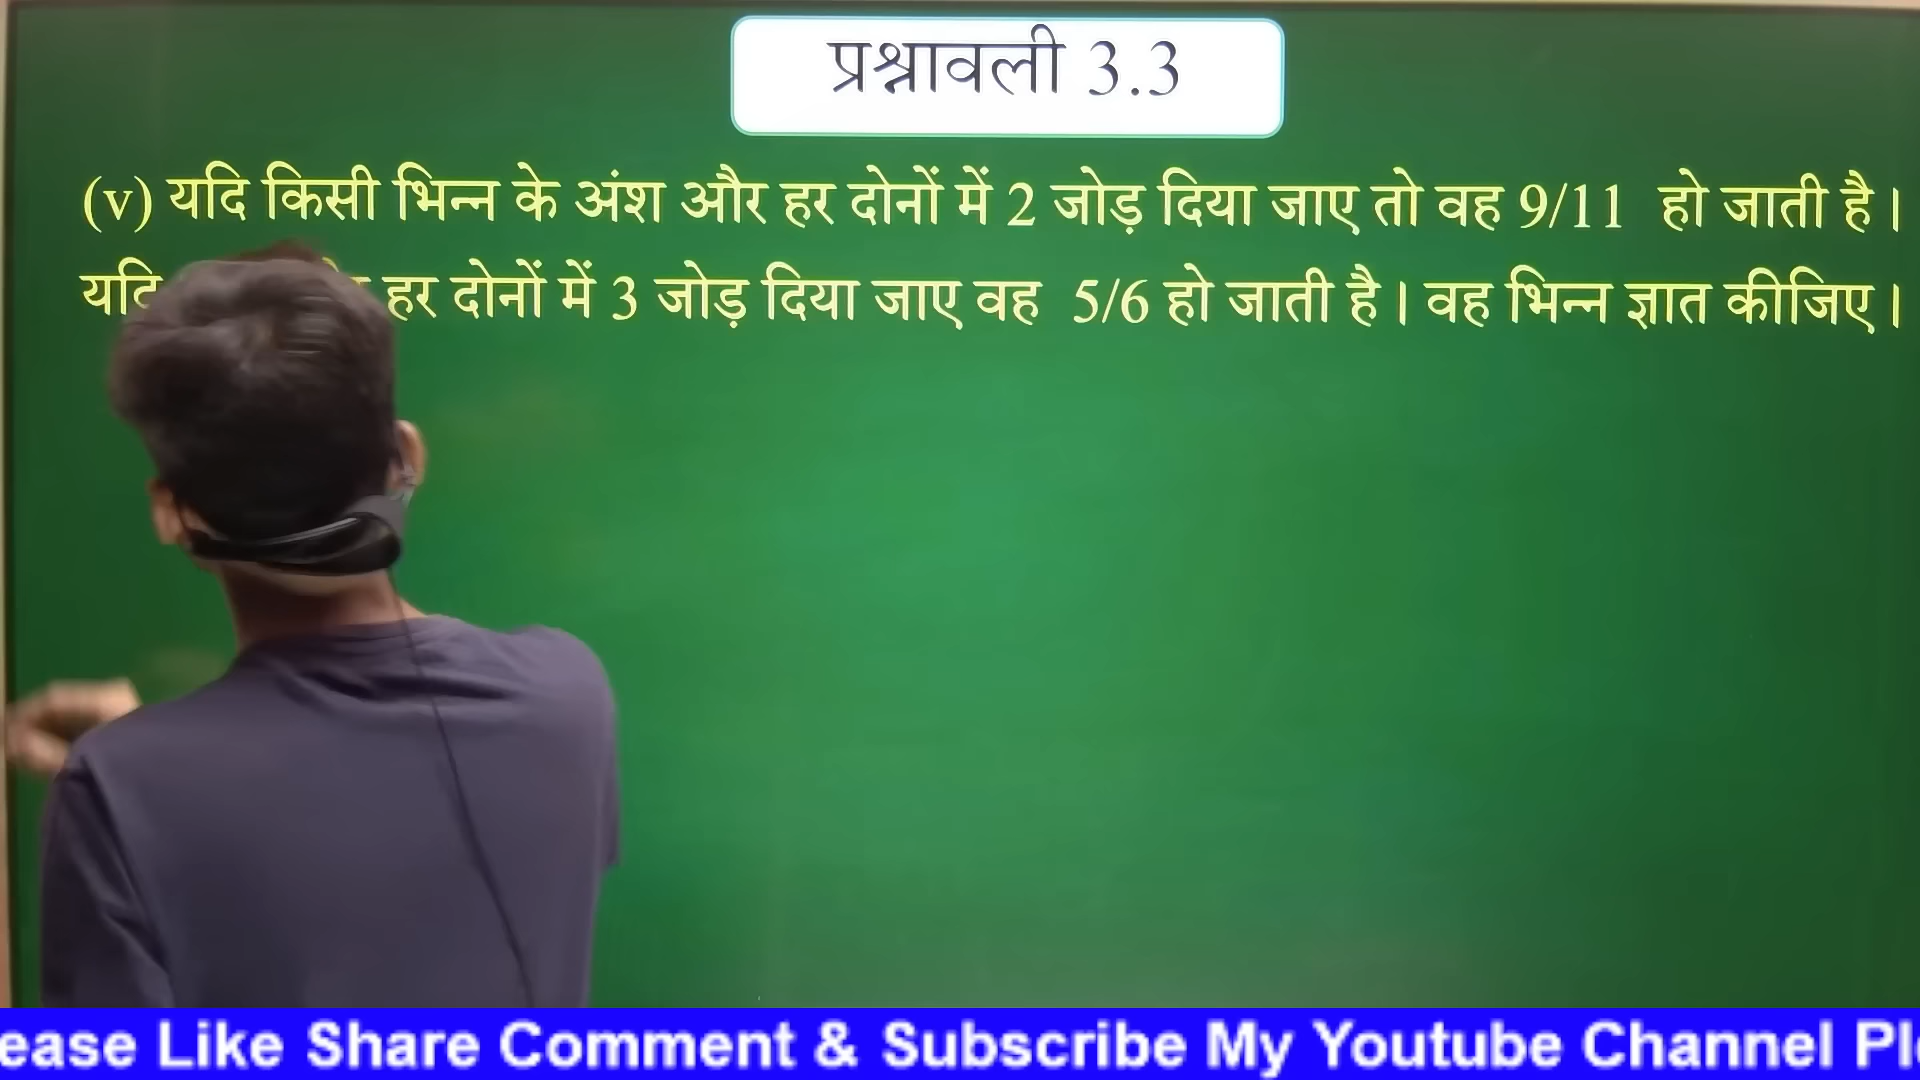 प्रश्नावली 3.3
(v) यदि किसी भिन्न के अंश और हर दोनों में 2 जोड़ दिया जाए तो वह 9/11 हो जाती है।
यदि हर दोनों में 3 जोड़ दिया जाए वह 5/6 हो जाती है। वह भिन्न ज्ञात कीजिए।
ease Like Share Comment & Subscribe My Youtube Channel Ple